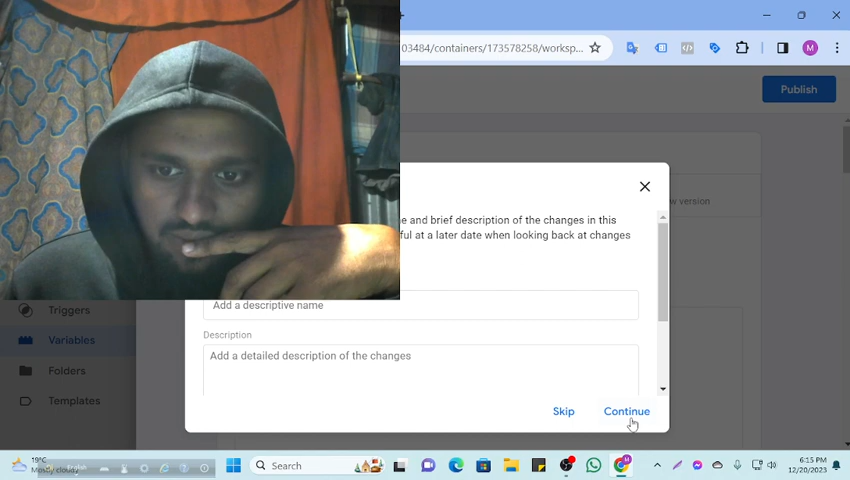 03484/containers/173578258/worksp...
M
Publish
w version
e and brief description of the changes in this
ful at a later date when looking back at changes
Add a descriptive name
Description
Add a detailed description of the changes
Skip
Continue
Triggers
Variables
Folders
Templates
19°C
Mostly cloudy
English
Search
6:15 PM
12/20/2023